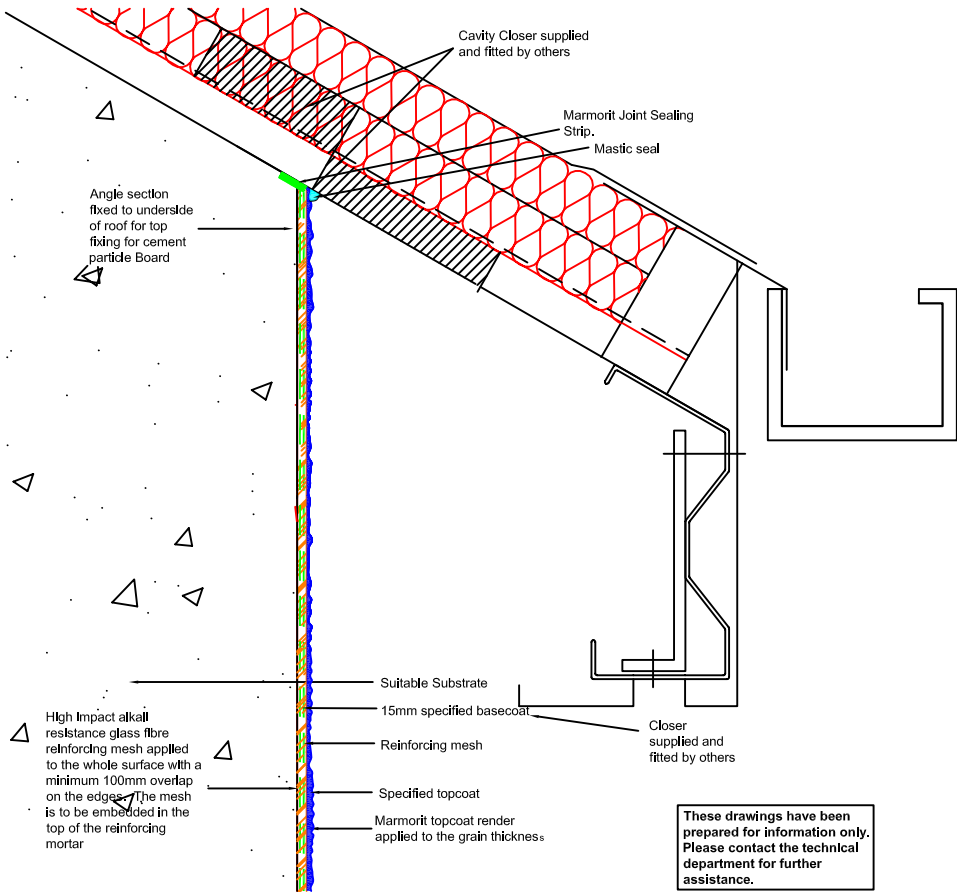 Cavity Closer supplied
and fitted by others
Marmorit Joint Sealing
Strip.
Mastic seal
Angle section
fixed to underside
of roof for top
fixing for cement
particle Board
Suitable Substrate
15mm specified basecoat
Reinforcing mesh
Specified topcoat
Marmorit topcoat render
applied to the grain thickness
High Impact alkali
resistance glass fibre
reinforcing mesh applied
to the whole surface with a
minimum 100mm overlap
on the edges. The mesh
is to be embedded in the
top of the reinforcing
mortar
Closer
supplied and
fitted by others
These drawings have been
prepared for information only.
Please contact the technical
department for further
assistance.